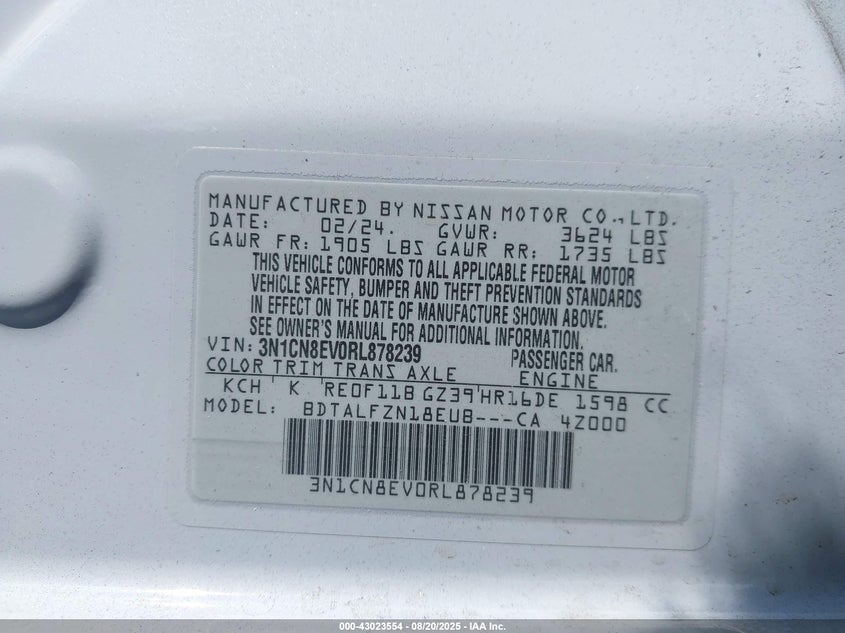 MANUFACTURED BY NISSAN MOTOR CO., LTD.
DATE: 02/24. GVWR: 3624 LBS
GAWR FR: 1905 LBS GAWR RR: 1735 LBS
THIS VEHICLE CONFORMS TO ALL APPLICABLE FEDERAL MOTOR
VEHICLE SAFETY, BUMPER AND THEFT PREVENTION STANDARDS
IN EFFECT ON THE DATE OF MANUFACTURE SHOWN ABOVE.
SEE OWNER'S MANUAL FOR ADDITIONAL INFORMATION.
VIN: 3N1CN8EV0RL878239 PASSENGER CAR.
COLOR TRIM TRANS AXLE ENGINE
KCH ' K 'RE0F11B GZ39'HR16DE 1598 CC
MODEL: BDTALFZN18EUB---CA 4Z000
3N1CN8EV0RL878239
000-43023554 - 08/20/2025 - IAA Inc.